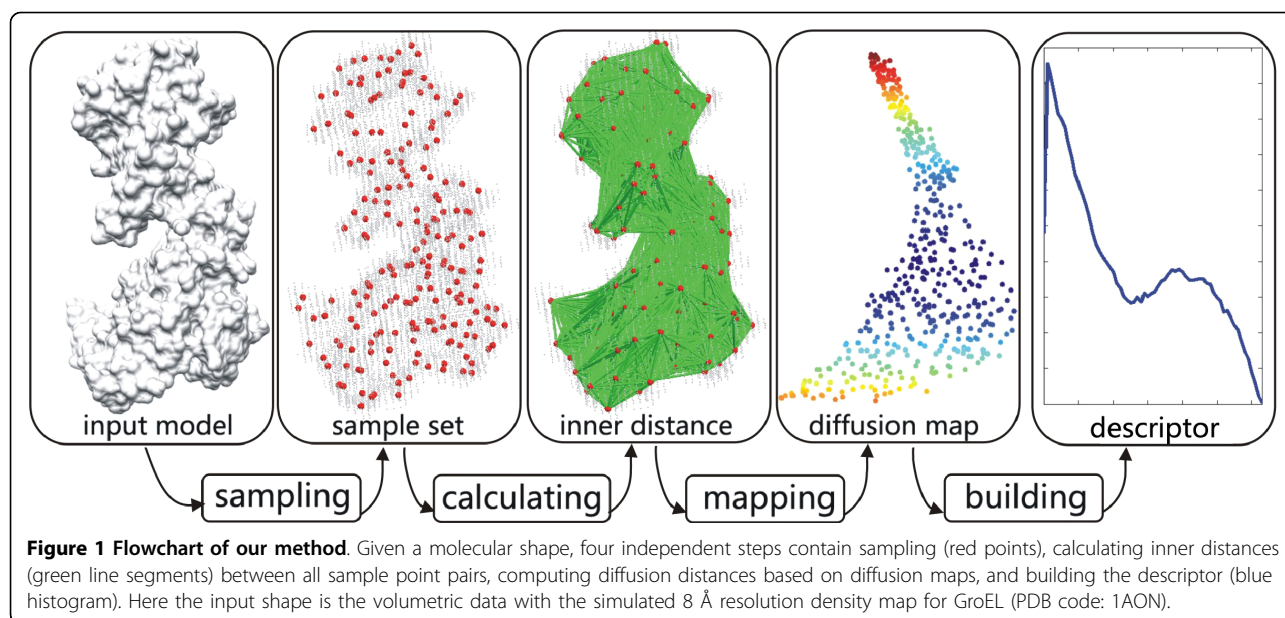 input model
sample set
inner distance
diffusion map
descriptor
sampling
calculating
mapping
building
Figure 1 Flowchart of our method. Given a molecular shape, four independent steps contain sampling (red points), calculating inner distances
(green line segments) between all sample point pairs, computing diffusion distances based on diffusion maps, and building the descriptor (blue
histogram). Here the input shape is the volumetric data with the simulated 8 Å resolution density map for GroEL (PDB code: 1AON).